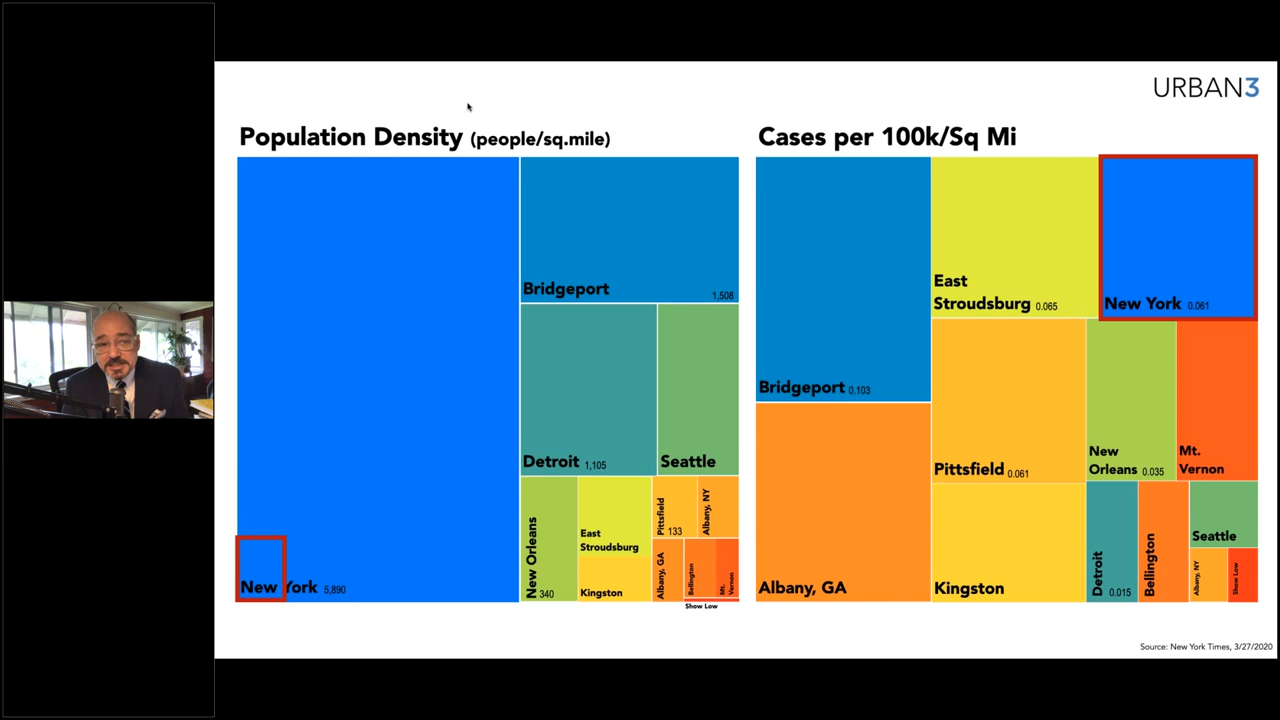 URBAN3
Population Density (people/sq.mile)
Bridgeport
1,508
Detroit 1,105
Seattle
New Orleans 340
East
Stroudsburg
Kingston
Pittsfield
133
Albany, NY
Albany, GA
Bellington
Mt.
Vernon
Show Low
New York 5,890
Cases per 100k/Sq Mi
Bridgeport 0.103
East
Stroudsburg 0.065
New York 0.061
Pittsfield 0.061
New
Orleans 0.035
Mt.
Vernon
Albany, GA
Kingston
Detroit 0.015
Bellington
Seattle
Albany, NY
Show Low
Source: New York Times, 3/27/2020